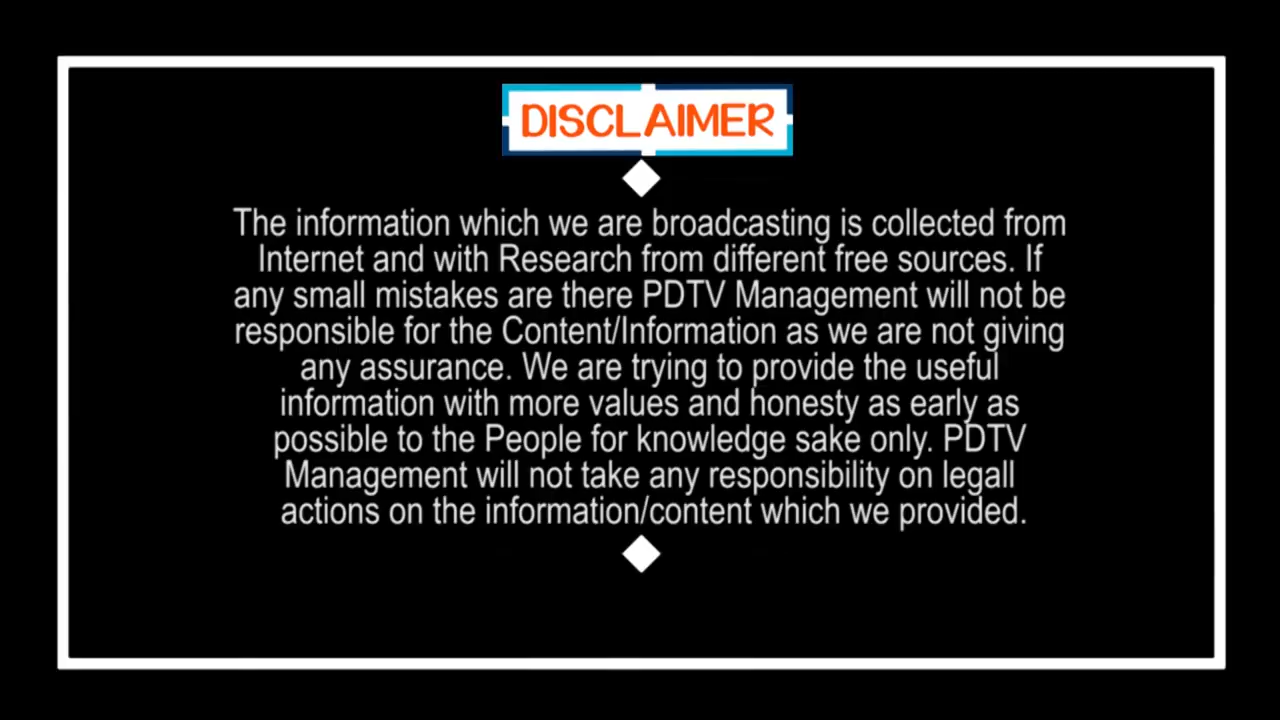 DISCLAIMER
The information which we are broadcasting is collected from
Internet and with Research from different free sources. If
any small mistakes are there PDTV Management will not be
responsible for the Content/Information as we are not giving
any assurance. We are trying to provide the useful
information with more values and honesty as early as
possible to the People for knowledge sake only. PDTV
Management will not take any responsibility on legall
actions on the information/content which we provided.